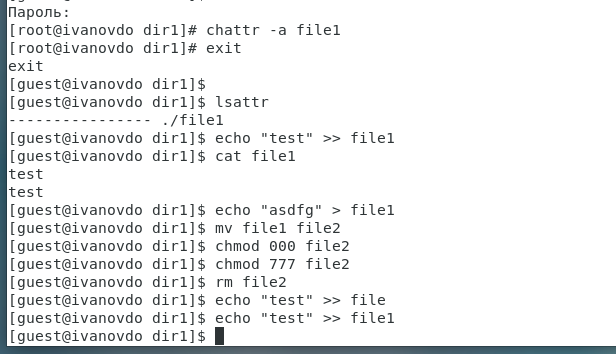 Пароль:
[root@ivanovdo dir1]# chattr -a file1
[root@ivanovdo dir1]# exit
exit
[guest@ivanovdo dir1]$
[guest@ivanovdo dir1]$ lsattr
---------------- ./file1
[guest@ivanovdo dir1]$ echo "test" >> file1
[guest@ivanovdo dir1]$ cat file1
test
test
[guest@ivanovdo dir1]$ echo "asdfg" > file1
[guest@ivanovdo dir1]$ mv file1 file2
[guest@ivanovdo dir1]$ chmod 000 file2
[guest@ivanovdo dir1]$ chmod 777 file2
[guest@ivanovdo dir1]$ rm file2
[guest@ivanovdo dir1]$ echo "test" >> file
[guest@ivanovdo dir1]$ echo "test" >> file1
[guest@ivanovdo dir1]$